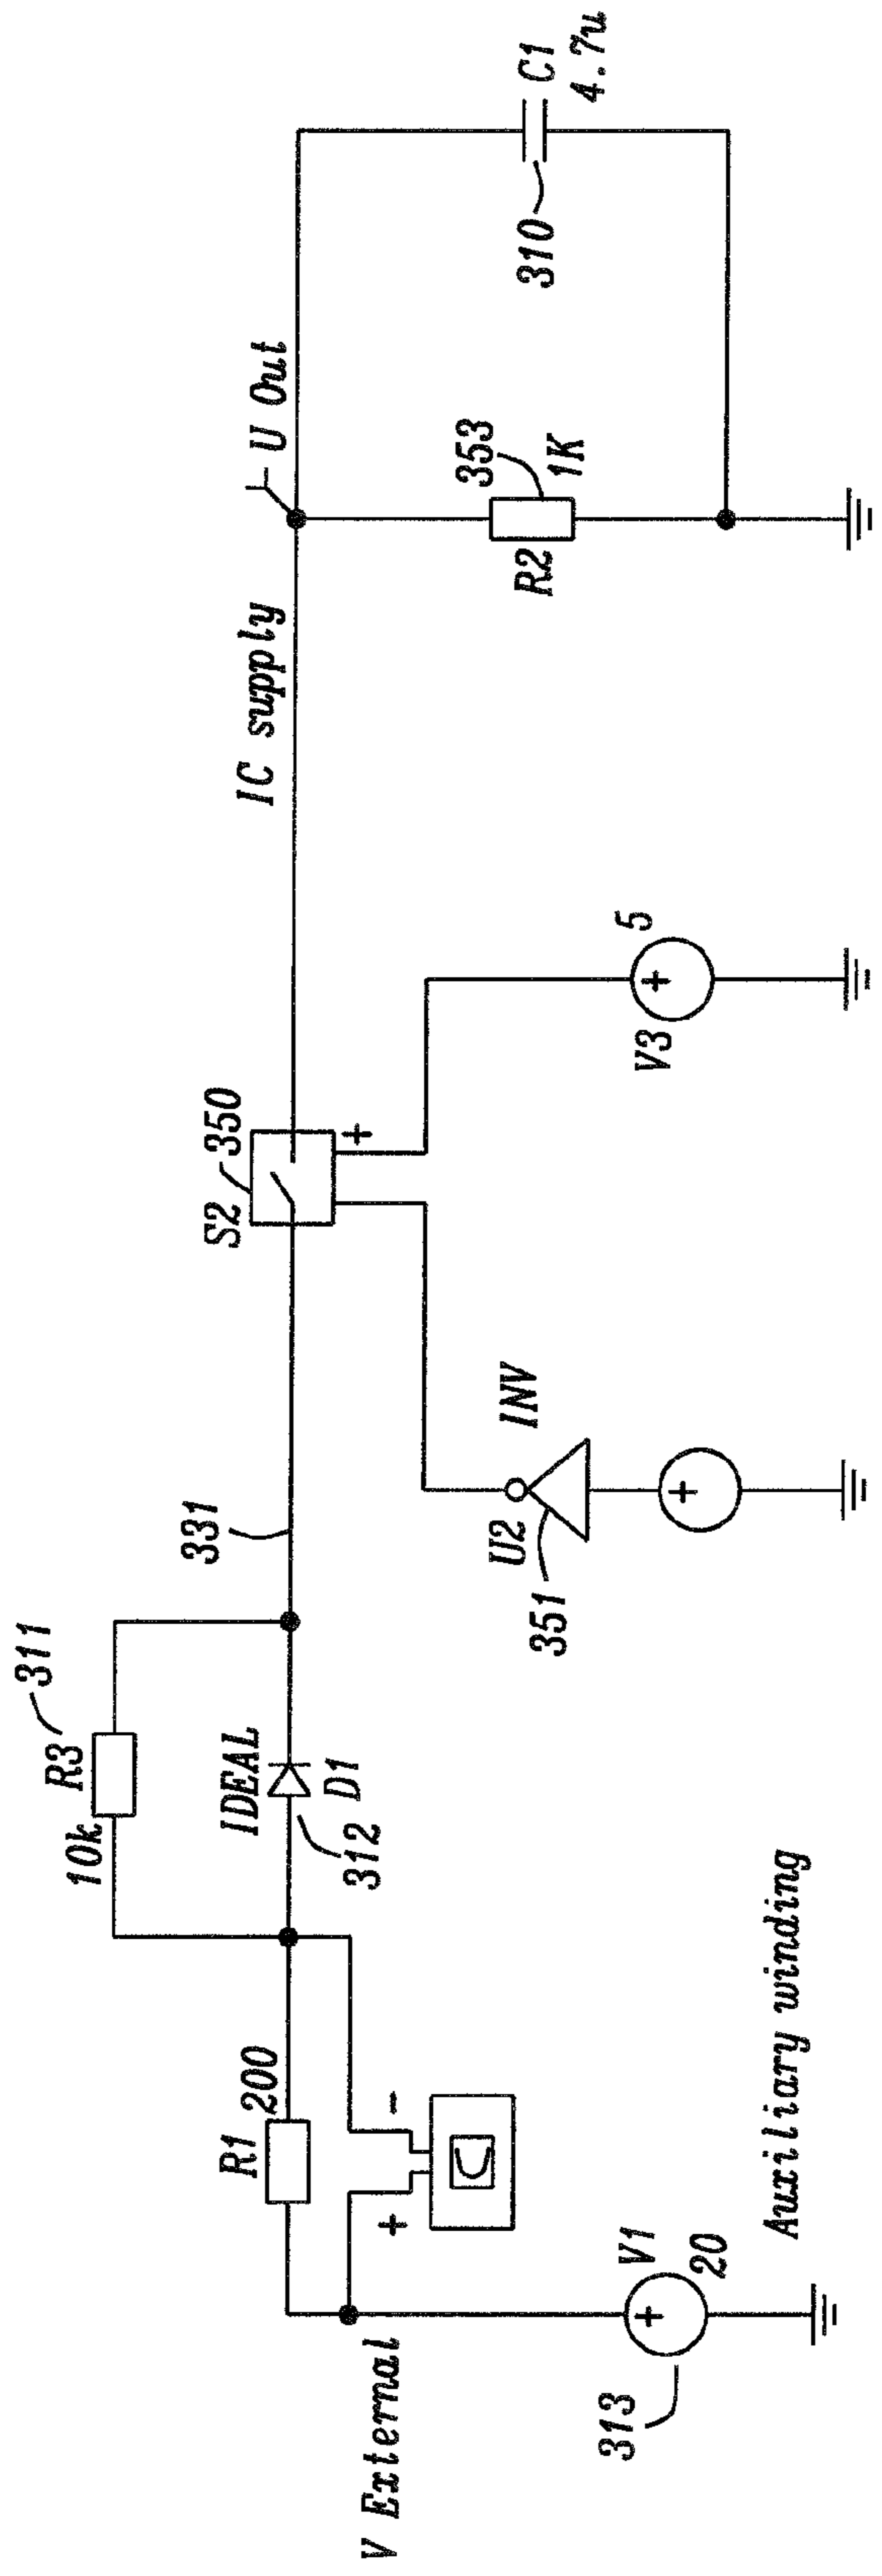 R3
311
10k
IDEAL
312
D1
331
R1
200
+
-
V External
313
V1
20
Auxiliary winding
S2
350
+
U2
INV
351
+
V3
5
+
IC supply
U Out
353
R2
1K
310
C1
4.7u
+